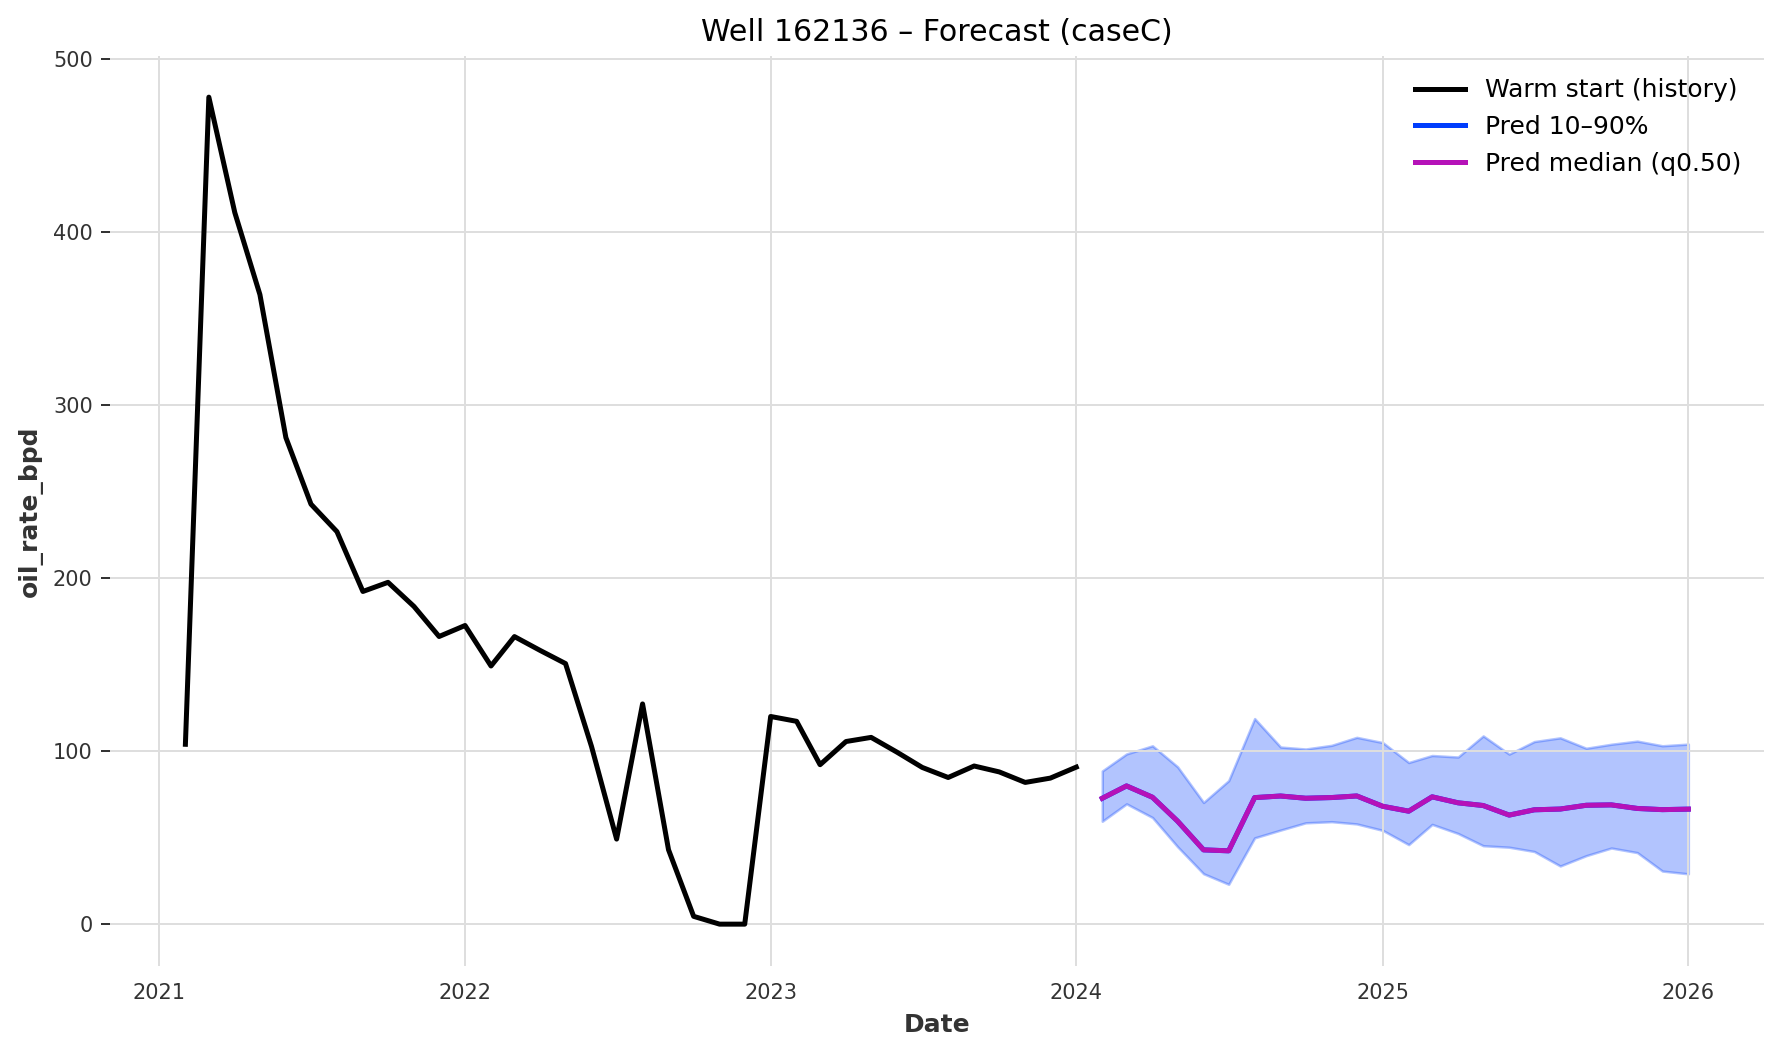 Well 162136 – Forecast (caseC)
Warm start (history)
Pred 10–90%
Pred median (q0.50)
oil_rate_bpd
500
400
300
200
100
0
2021 2022 2023 2024 2025 2026
Date